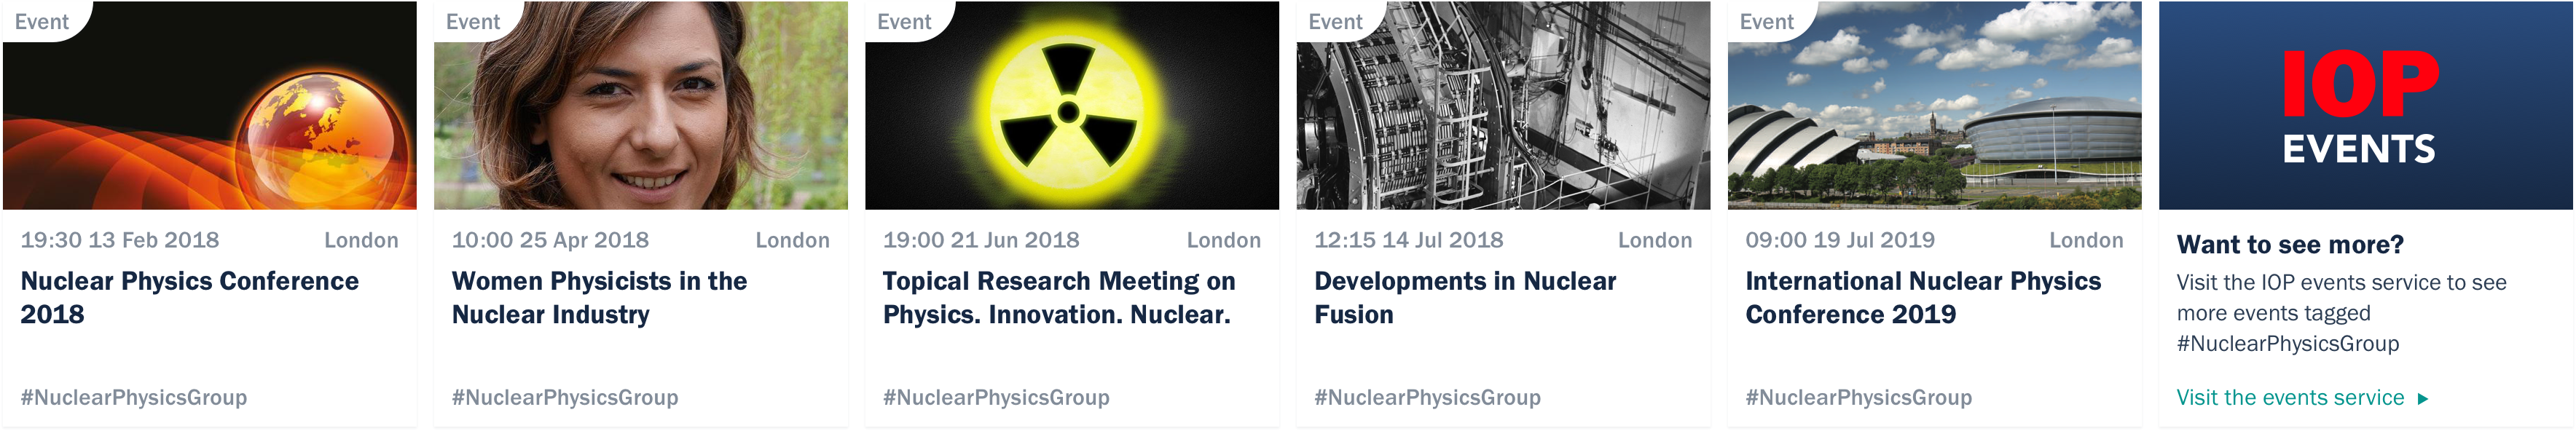 Event
19:30 13 Feb 2018 London
Nuclear Physics Conference
2018
#NuclearPhysicsGroup
Event
10:00 25 Apr 2018 London
Women Physicists in the
Nuclear Industry
#NuclearPhysicsGroup
Event
19:00 21 Jun 2018 London
Topical Research Meeting on
Physics. Innovation. Nuclear.
#NuclearPhysicsGroup
Event
12:15 14 Jul 2018 London
Developments in Nuclear
Fusion
#NuclearPhysicsGroup
Event
09:00 19 Jul 2019 London
International Nuclear Physics
Conference 2019
#NuclearPhysicsGroup
IOP
EVENTS
Want to see more?
Visit the IOP events service to see
more events tagged
#NuclearPhysicsGroup
Visit the events service